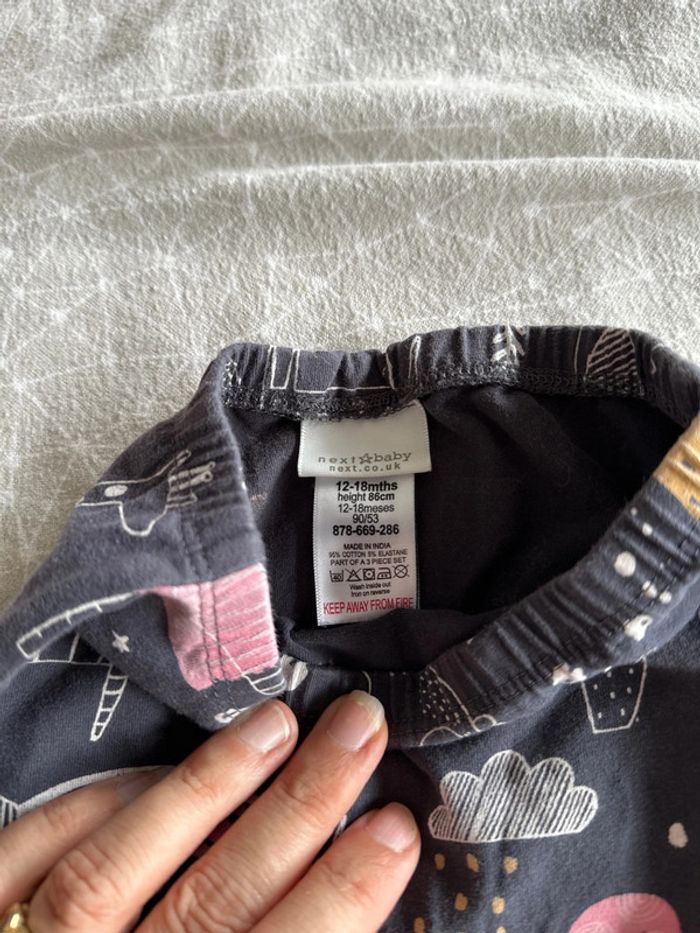 next baby
next.co.uk
12-18mths
height 86cm
12-18meses
90/53
878-669-286
MADE IN INDIA
95% COTTON 5% ELASTANE
PART OF A 3 PIECE SET
40
Wash inside out
Iron on reverse
KEEP AWAY FROM FIRE